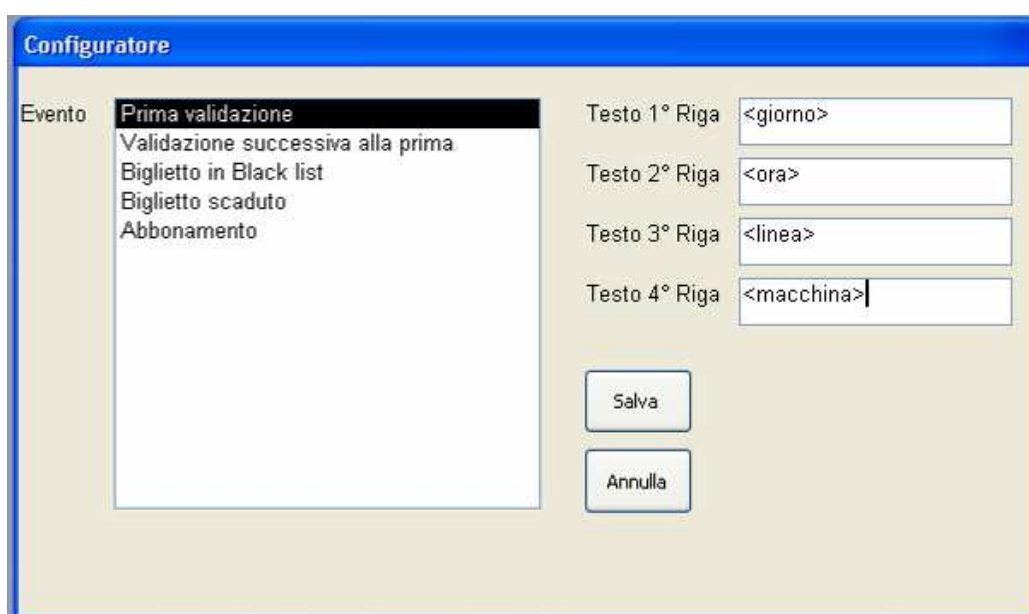 Configuratore
Evento
Prima validazione
Validazione successiva alla prima
Biglietto in Black list
Biglietto scaduto
Abbonamento
Testo 1° Riga <giorno>
Testo 2° Riga <ora>
Testo 3° Riga <linea>
Testo 4° Riga <macchina>
Salva
Annulla